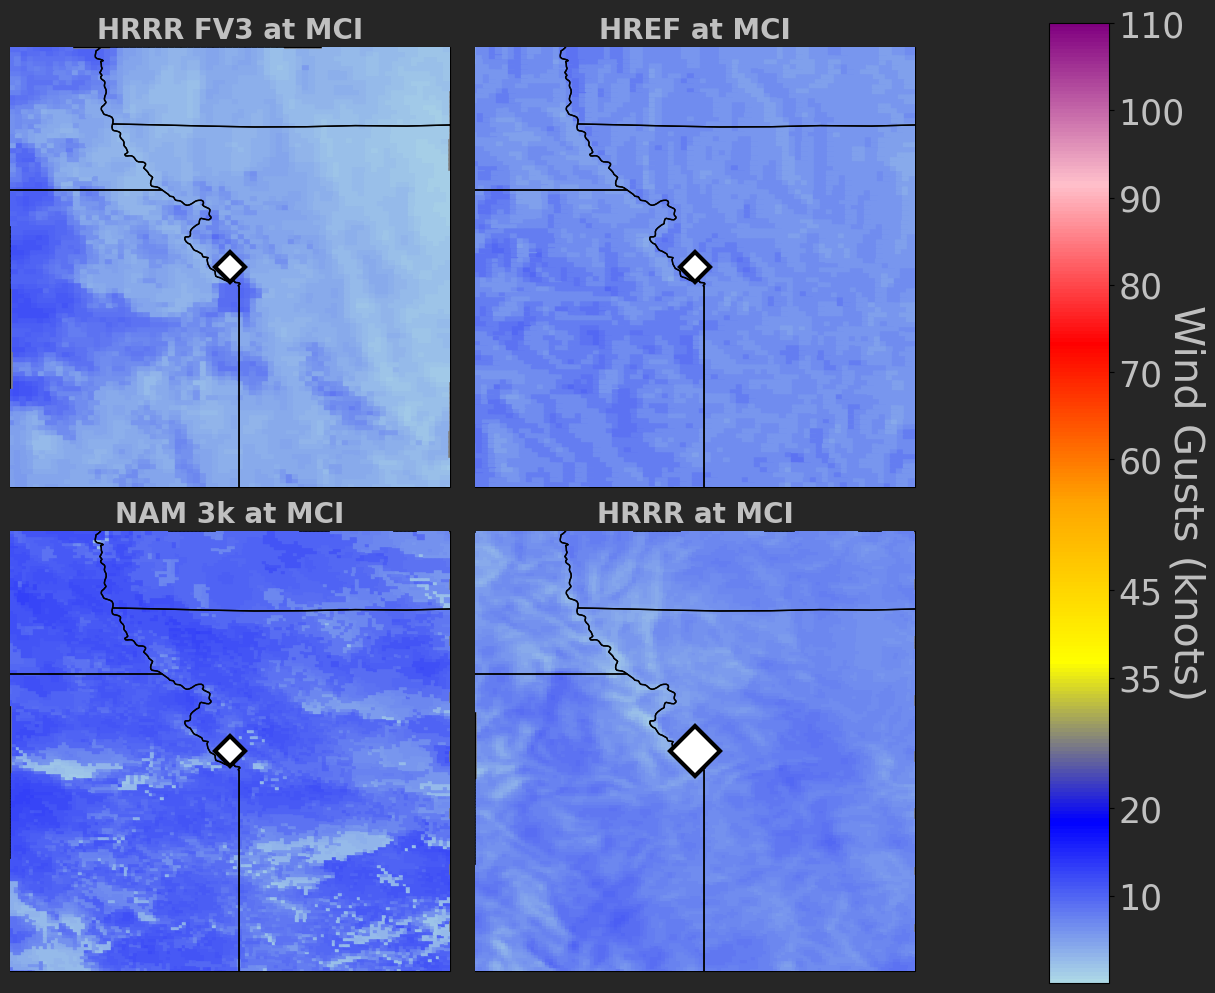 HRRR FV3 at MCI
HREF at MCI
NAM 3k at MCI
HRRR at MCI
110
100
90
80
70
60
45
35
20
10
Wind Gusts (knots)